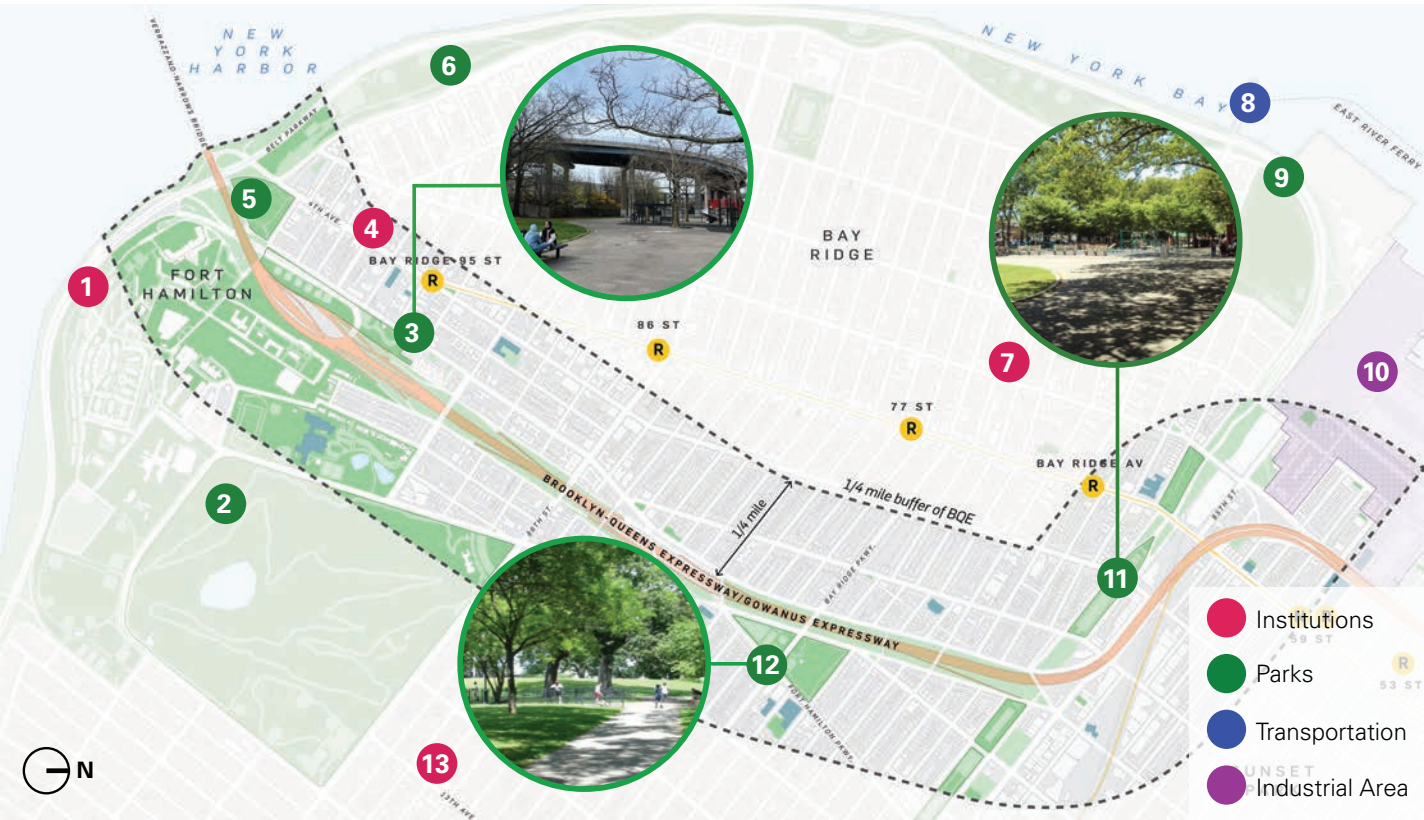 VERRAZZANO-NARROWS BRIDGE
NEW
YORK
HARBOR
6
NEW YORK BAY
8
EAST RIVER FERRY
BELT PARKWAY
5
9
4TH AVE.
4
BAY RIDGE-95 ST
R
BAY
RIDGE
1
FORT
HAMILTON
3
86 ST
R
7
10
77 ST
R
BAY RIDGE AV
R
2
1/4 mile
1/4 mile buffer of BQE
BROOKLYN-QUEENS EXPRESSWAY/GOWANUS EXPRESSWAY
BAY RIDGE PKWY.
11
12
FORT HAMILTON PKWY.
13
13TH AVE
N
Institutions
59 ST
Parks
R
53 ST
Transportation
Industrial Area